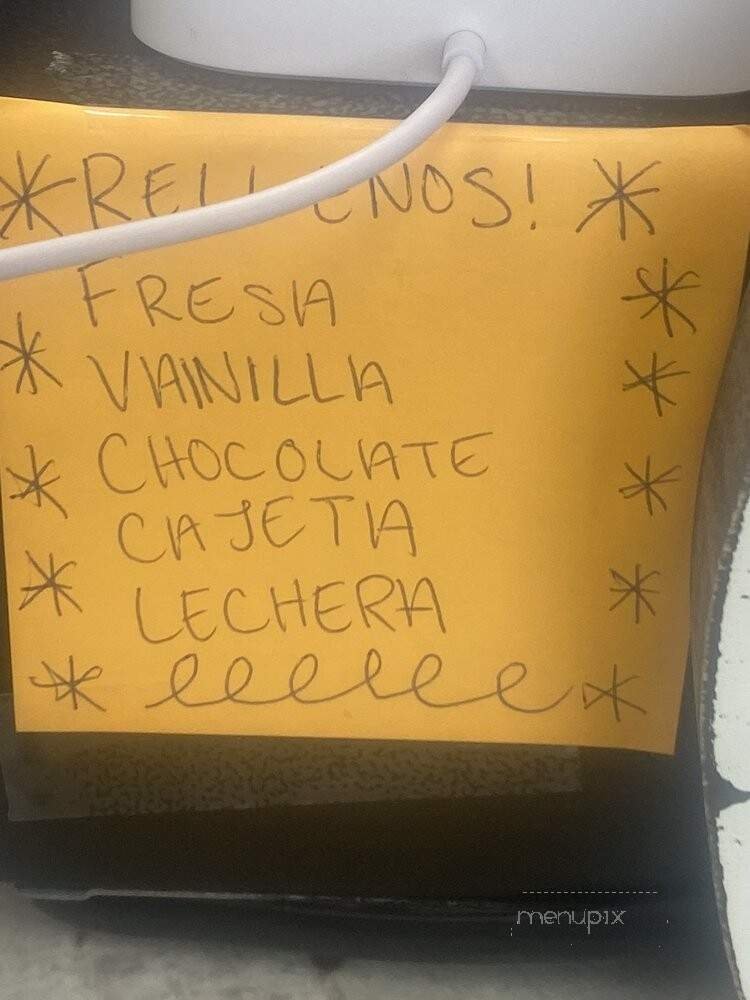 RELLENOS!
FRESA
VAINILLA
CHOCOLATE
CAJETA
LECHERA
menupix